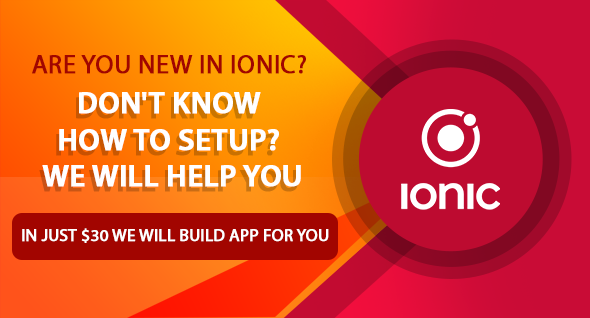 ARE YOU NEW IN IONIC?
DON'T KNOW
HOW TO SETUP?
WE WILL HELP YOU
IN JUST $30 WE WILL BUILD APP FOR YOU
IONIC